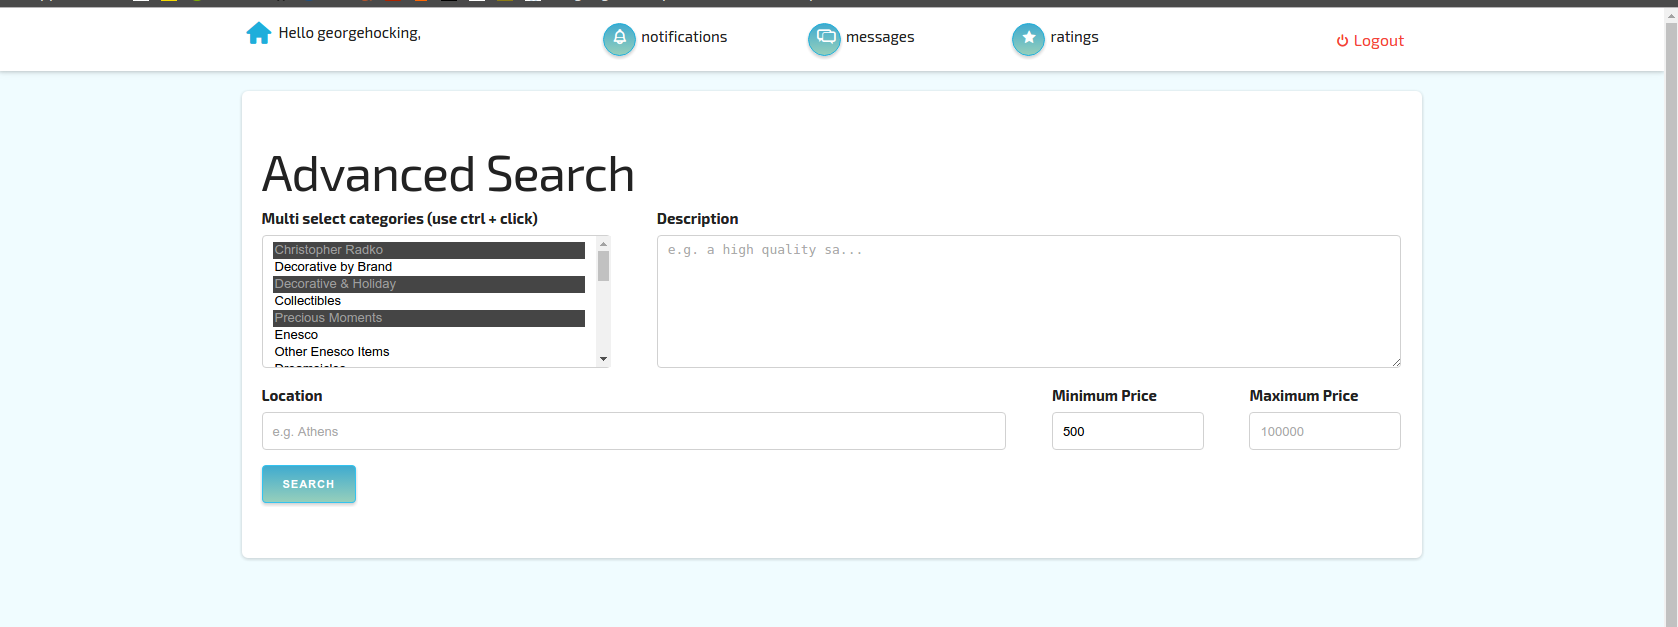 Hello georgehocking,
notifications
messages
ratings
Logout
Advanced Search
Multi select categories (use ctrl + click)
Description
Christopher Radko
Decorative by Brand
Decorative & Holiday
Collectibles
Precious Moments
Enesco
Other Enesco Items
e.g. a high quality sa...
Location
Minimum Price
Maximum Price
e.g. Athens
500
100000
SEARCH